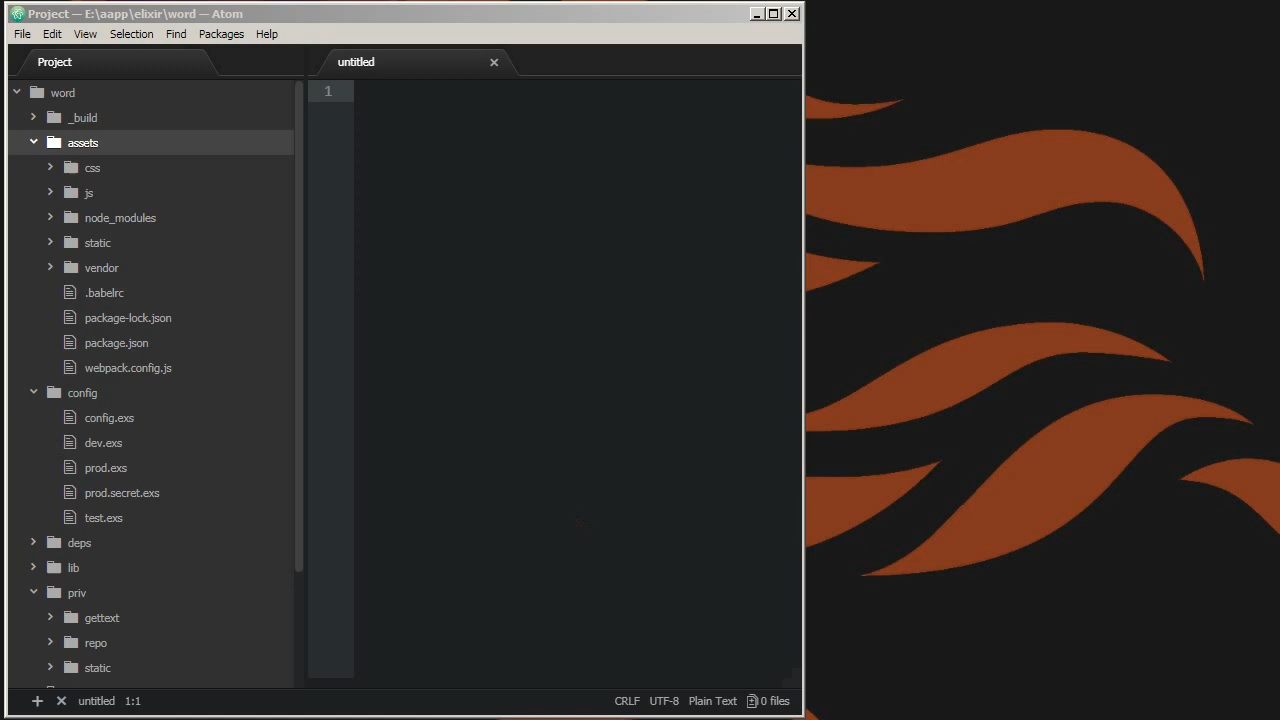 Project — E:\aapp\elixir\word — Atom
File Edit View Selection Find Packages Help
Project
untitled
1
word
_build
assets
css
js
node_modules
static
vendor
.babelrc
package-lock.json
package.json
webpack.config.js
config
config.exs
dev.exs
prod.exs
prod.secret.exs
test.exs
deps
lib
priv
gettext
repo
static
untitled 1:1 CRLF UTF-8 Plain Text 0 files